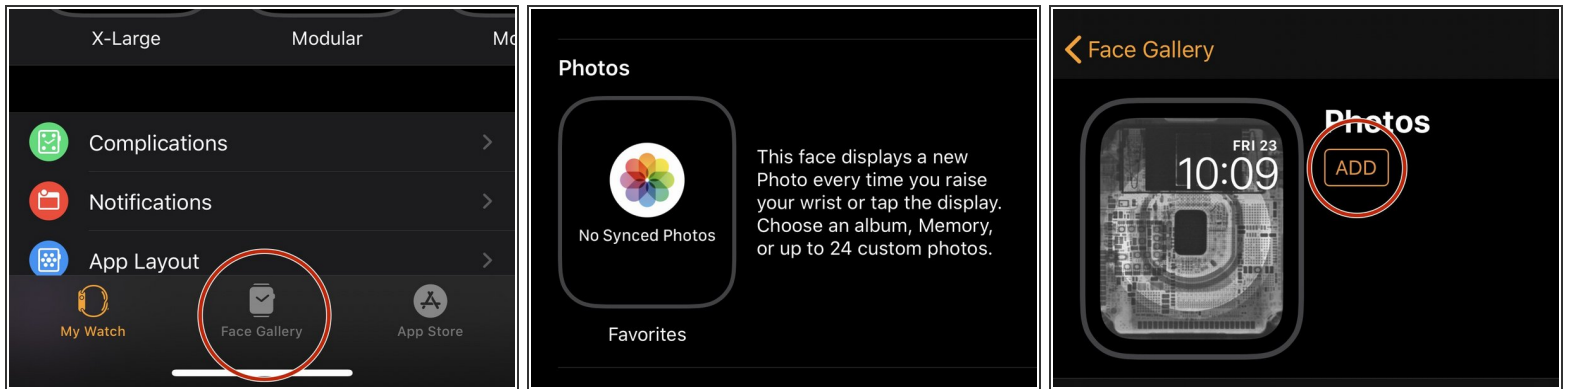 X-Large
Modular
Mo
Complications
Notifications
App Layout
My Watch
Face Gallery
App Store
Photos
No Synced Photos
This face displays a new
Photo every time you raise
your wrist or tap the display.
Choose an album, Memory,
or up to 24 custom photos.
Favorites
Face Gallery
Photos
ADD
FRI 23
10:09